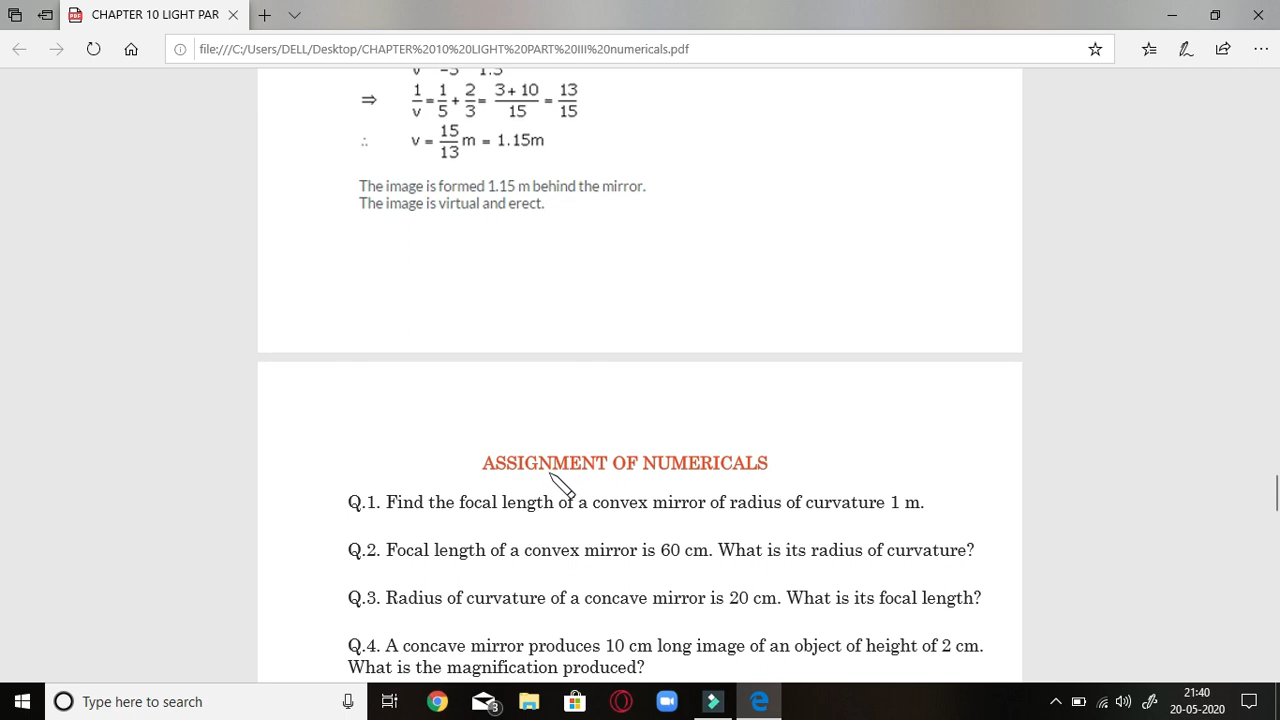 CHAPTER 10 LIGHT PAR
file:///C:/Users/DELL/Desktop/CHAPTER%2010%20LIGHT%20PART%20III%20numericals.pdf
⇒ 1/v = 1/5 + 2/3 = (3 + 10)/15 = 13/15
∴ v = 15/13 m = 1.15m
The image is formed 1.15 m behind the mirror.
The image is virtual and erect.
ASSIGNMENT OF NUMERICALS
Q.1. Find the focal length of a convex mirror of radius of curvature 1 m.
Q.2. Focal length of a convex mirror is 60 cm. What is its radius of curvature?
Q.3. Radius of curvature of a concave mirror is 20 cm. What is its focal length?
Q.4. A concave mirror produces 10 cm long image of an object of height of 2 cm.
What is the magnification produced?
Type here to search
3
21:40
20-05-2020